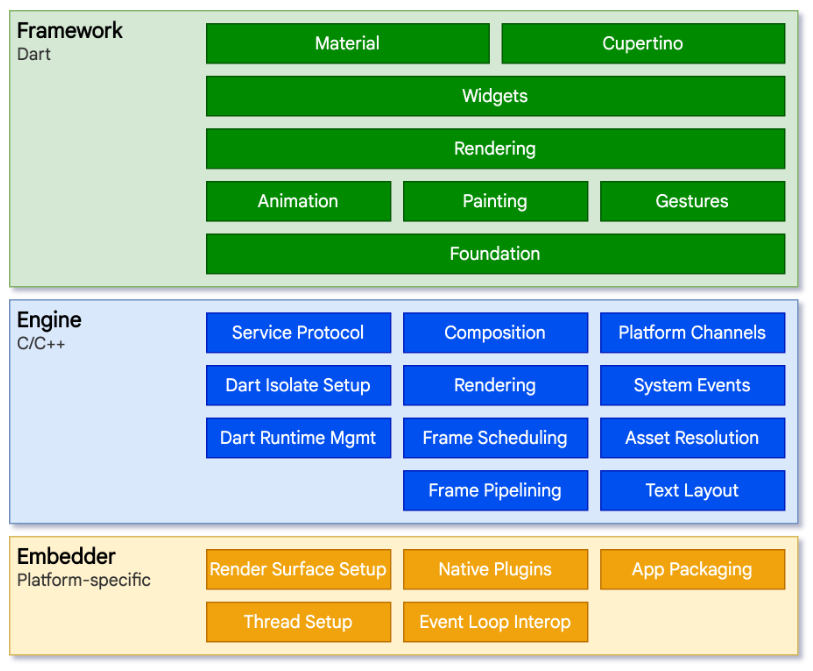 Framework
Dart
Material
Cupertino
Widgets
Rendering
Animation
Painting
Gestures
Foundation
Engine
C/C++
Service Protocol
Composition
Platform Channels
Dart Isolate Setup
Rendering
System Events
Dart Runtime Mgmt
Frame Scheduling
Asset Resolution
Frame Pipelining
Text Layout
Embedder
Platform-specific
Render Surface Setup
Native Plugins
App Packaging
Thread Setup
Event Loop Interop